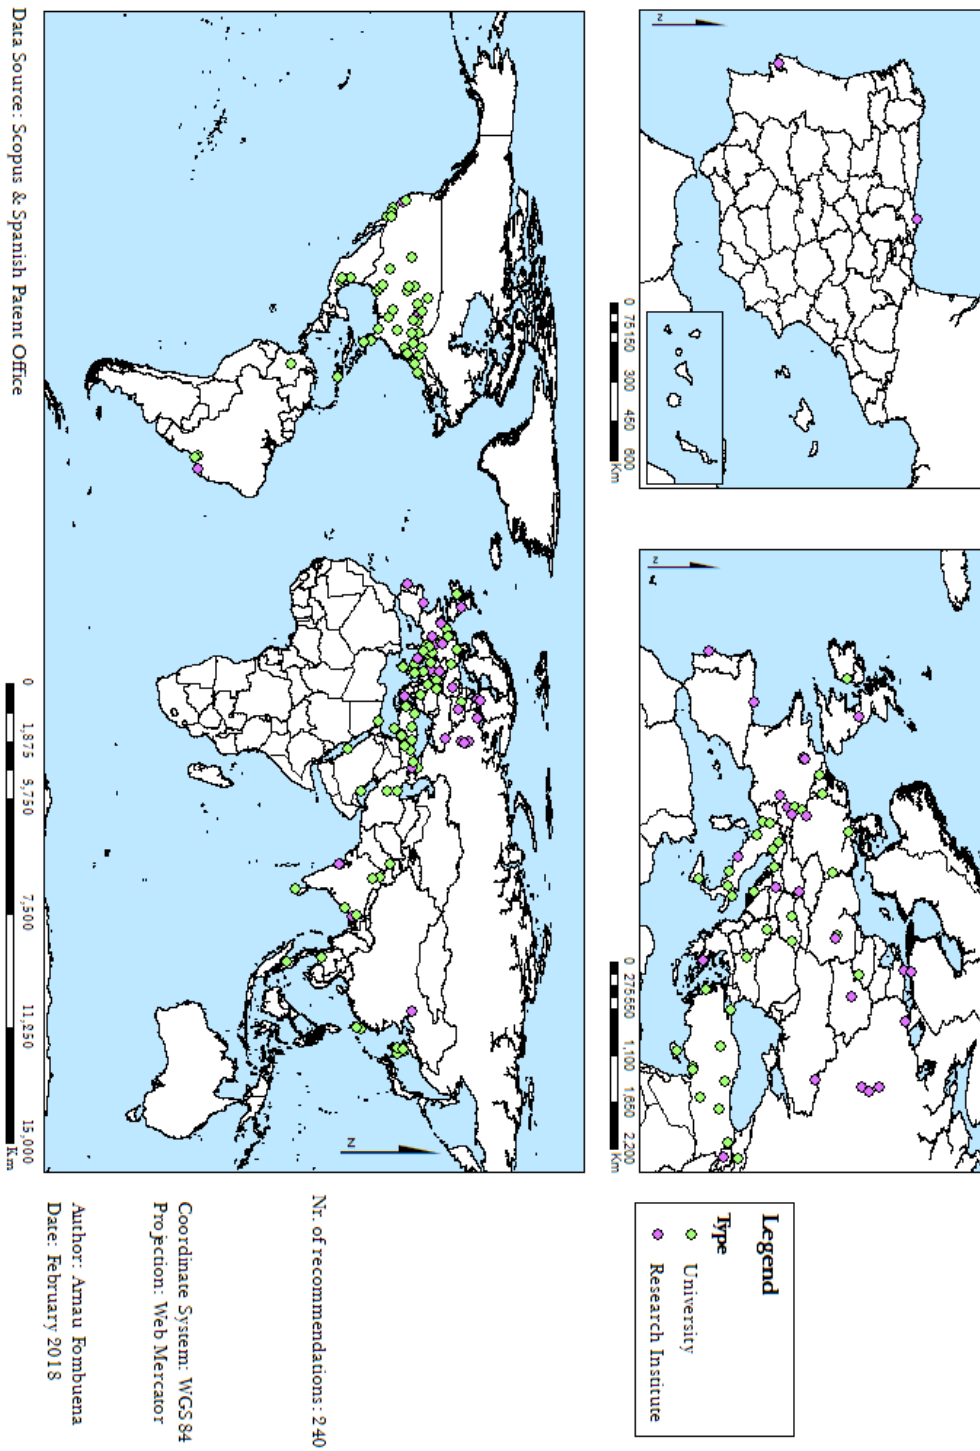 N
0 75 150 300 450 600
Km
N
0 275 550 1,100 1,650 2,200
Km
Legend
Type
University
Research Institute
N
0 1,875 3,750 7,500 11,250 15,000
Km
Nr. of recommendations: 240
Coordinate System: WGS 84
Projection: Web Mercator
Author: Arnau Fombuena
Date: February 2018
Data Source: Scopus & Spanish Patent Office